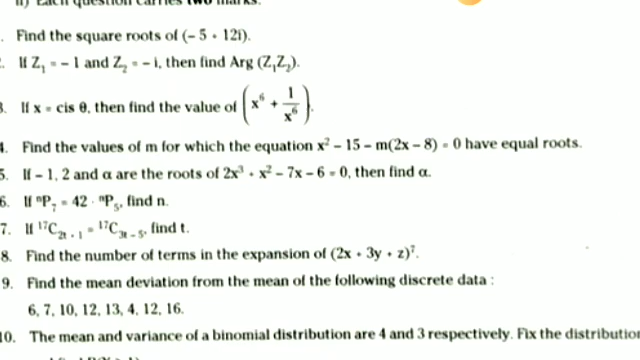 II) Each question carries two marks.
. Find the square roots of (– 5 + 12i).
2. If Z₁ = – 1 and Z₂ = – i, then find Arg (Z₁Z₂).
3. If x = cis θ, then find the value of (x⁶ + 1/x⁶).
4. Find the values of m for which the equation x² – 15 – m(2x – 8) = 0 have equal roots.
5. If – 1, 2 and α are the roots of 2x³ + x² – 7x – 6 = 0, then find α.
6. If ⁿP₇ = 42 · ⁿP₅, find n.
7. If ¹⁷C₂ₜ ₊ ₁ = ¹⁷C₃ₜ ₋ ₅, find t.
8. Find the number of terms in the expansion of (2x + 3y + z)⁷.
9. Find the mean deviation from the mean of the following discrete data :
6, 7, 10, 12, 13, 4, 12, 16.
10. The mean and variance of a binomial distribution are 4 and 3 respectively. Fix the distribution